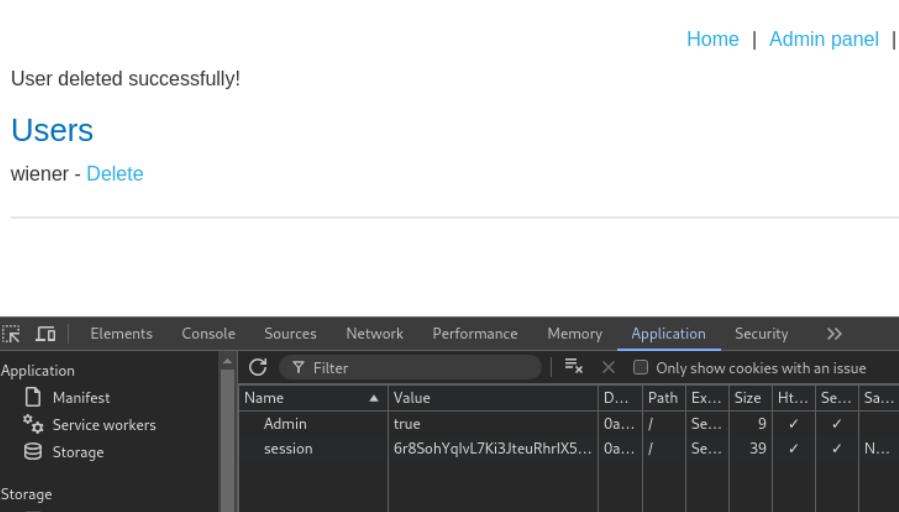 Home | Admin panel |
User deleted successfully!
Users
wiener - Delete
Elements Console Sources Network Performance Memory Application Security
Application
Filter
Only show cookies with an issue
Manifest
Service workers
Storage
Storage
Name Value D... Path Ex... Size Ht... Se... Sa...
Admin true 0a... / Se... 9 ✓ ✓
session 6r8SohYqlvL7Ki3JteuRhrlX5... 0a... / Se... 39 ✓ ✓ N...